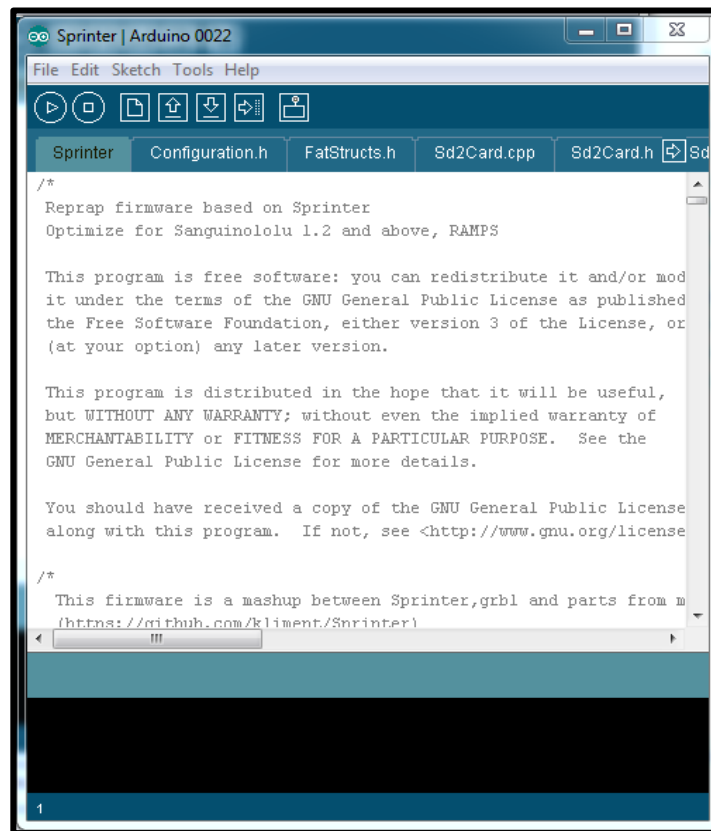 Sprinter | Arduino 0022
File Edit Sketch Tools Help
Sprinter Configuration.h FatStructs.h Sd2Card.cpp Sd2Card.h Sd
/*
Reprap firmware based on Sprinter
Optimize for Sanguinololu 1.2 and above, RAMPS
This program is free software: you can redistribute it and/or mod
it under the terms of the GNU General Public License as published
the Free Software Foundation, either version 3 of the License, or
(at your option) any later version.
This program is distributed in the hope that it will be useful,
but WITHOUT ANY WARRANTY; without even the implied warranty of
MERCHANTABILITY or FITNESS FOR A PARTICULAR PURPOSE.  See the
GNU General Public License for more details.
You should have received a copy of the GNU General Public License
along with this program.  If not, see <http://www.gnu.org/license
/*
This firmware is a mashup between Sprinter,grbl and parts from m
(https://github.com/kliment/Sprinter)
1